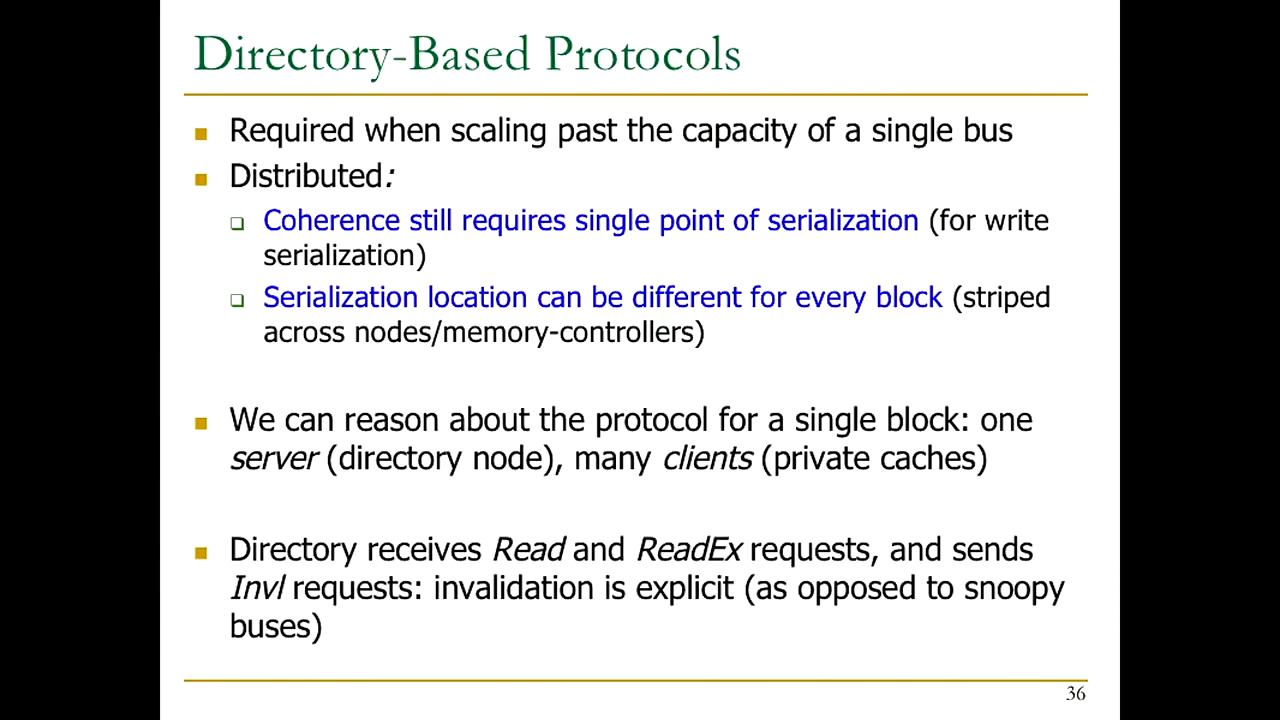 Directory-Based Protocols
Required when scaling past the capacity of a single bus
Distributed:
Coherence still requires single point of serialization (for write
serialization)
Serialization location can be different for every block (striped
across nodes/memory-controllers)
We can reason about the protocol for a single block: one
server (directory node), many clients (private caches)
Directory receives Read and ReadEx requests, and sends
Invl requests: invalidation is explicit (as opposed to snoopy
buses)
36